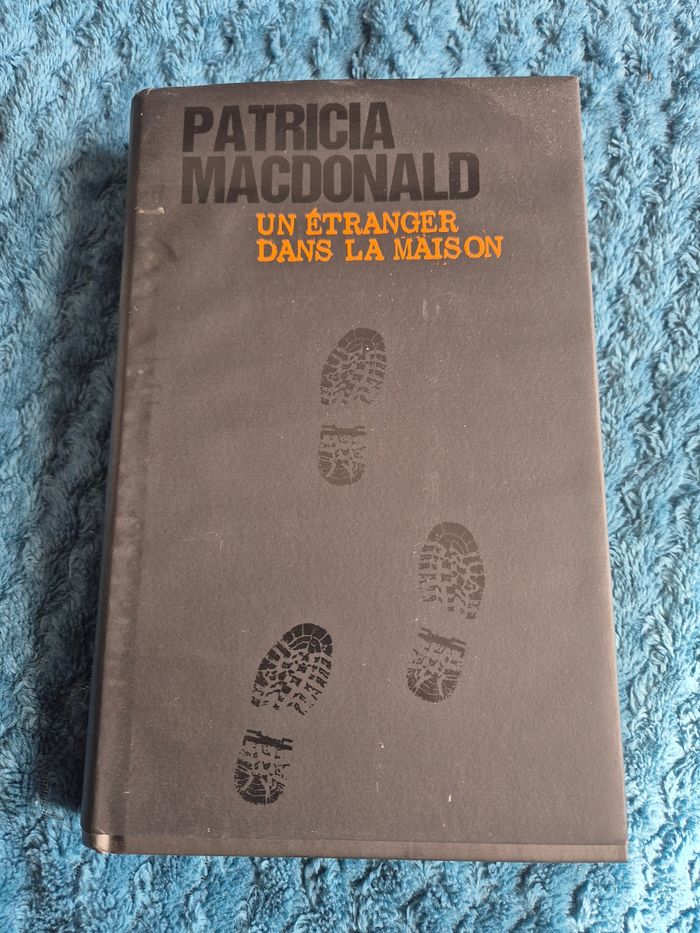 PATRICIA
MACDONALD
UN ÉTRANGER
DANS LA MAISON